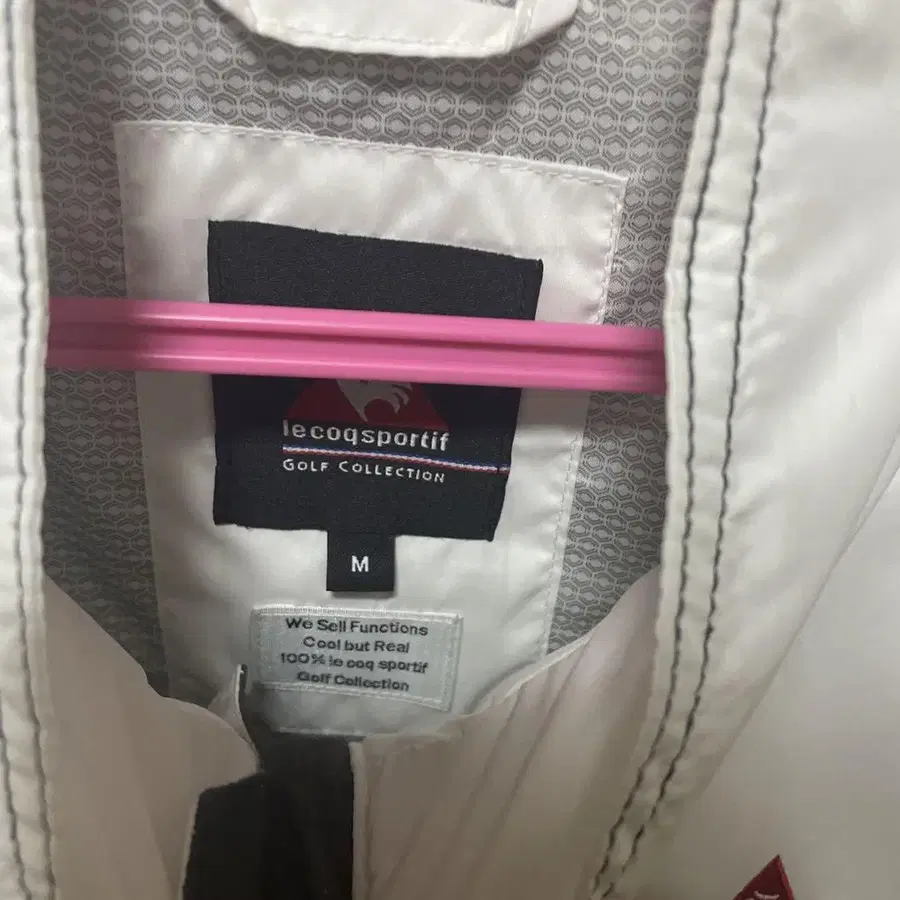 lecoqsportif
GOLF COLLECTION
M
We Sell Functions
Cool but Real
100% le coq sportif
Golf Collection